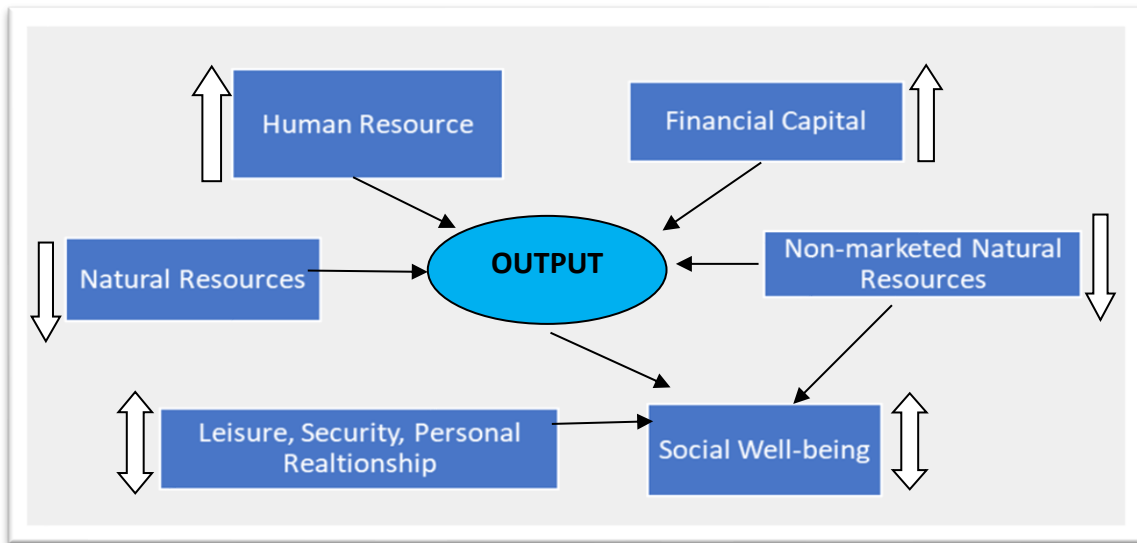 Human Resource
Financial Capital
OUTPUT
Natural Resources
Non-marketed Natural
Resources
Leisure, Security, Personal
Realtionship
Social Well-being